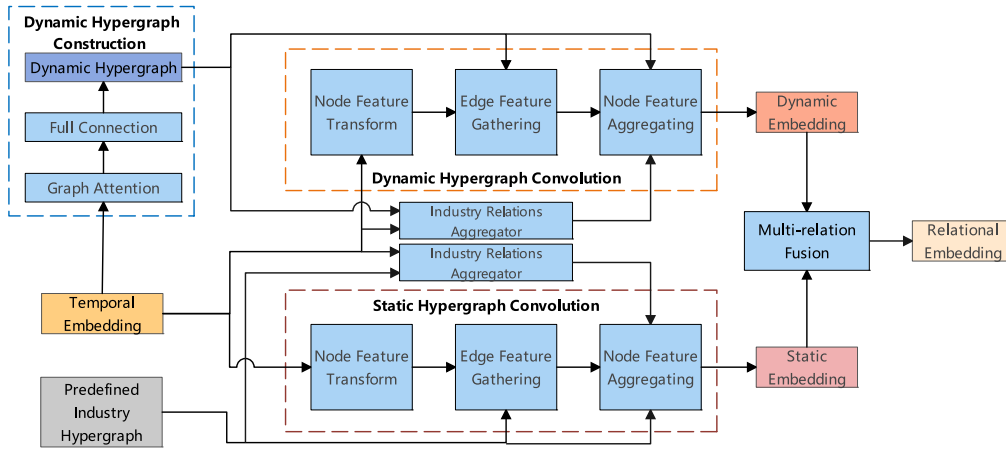 Dynamic Hypergraph
Construction
Dynamic Hypergraph
Full Connection
Graph Attention
Temporal
Embedding
Predefined
Industry
Hypergraph
Node Feature
Transform
Edge Feature
Gathering
Node Feature
Aggregating
Dynamic Hypergraph Convolution
Industry Relations
Aggregator
Industry Relations
Aggregator
Static Hypergraph Convolution
Node Feature
Transform
Edge Feature
Gathering
Node Feature
Aggregating
Dynamic
Embedding
Multi-relation
Fusion
Relational
Embedding
Static
Embedding